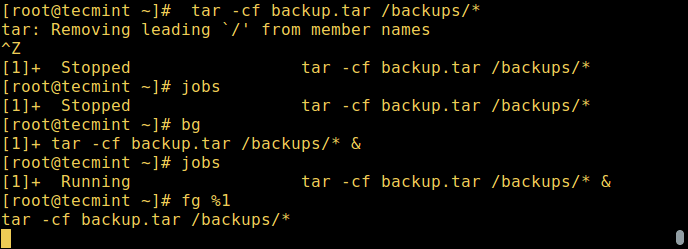 [root@tecmint ~]#  tar -cf backup.tar /backups/*
tar: Removing leading `/' from member names
^Z
[1]+  Stopped                 tar -cf backup.tar /backups/*
[root@tecmint ~]# jobs
[1]+  Stopped                 tar -cf backup.tar /backups/*
[root@tecmint ~]# bg
[1]+ tar -cf backup.tar /backups/* &
[root@tecmint ~]# jobs
[1]+  Running                 tar -cf backup.tar /backups/* &
[root@tecmint ~]# fg %1
tar -cf backup.tar /backups/*